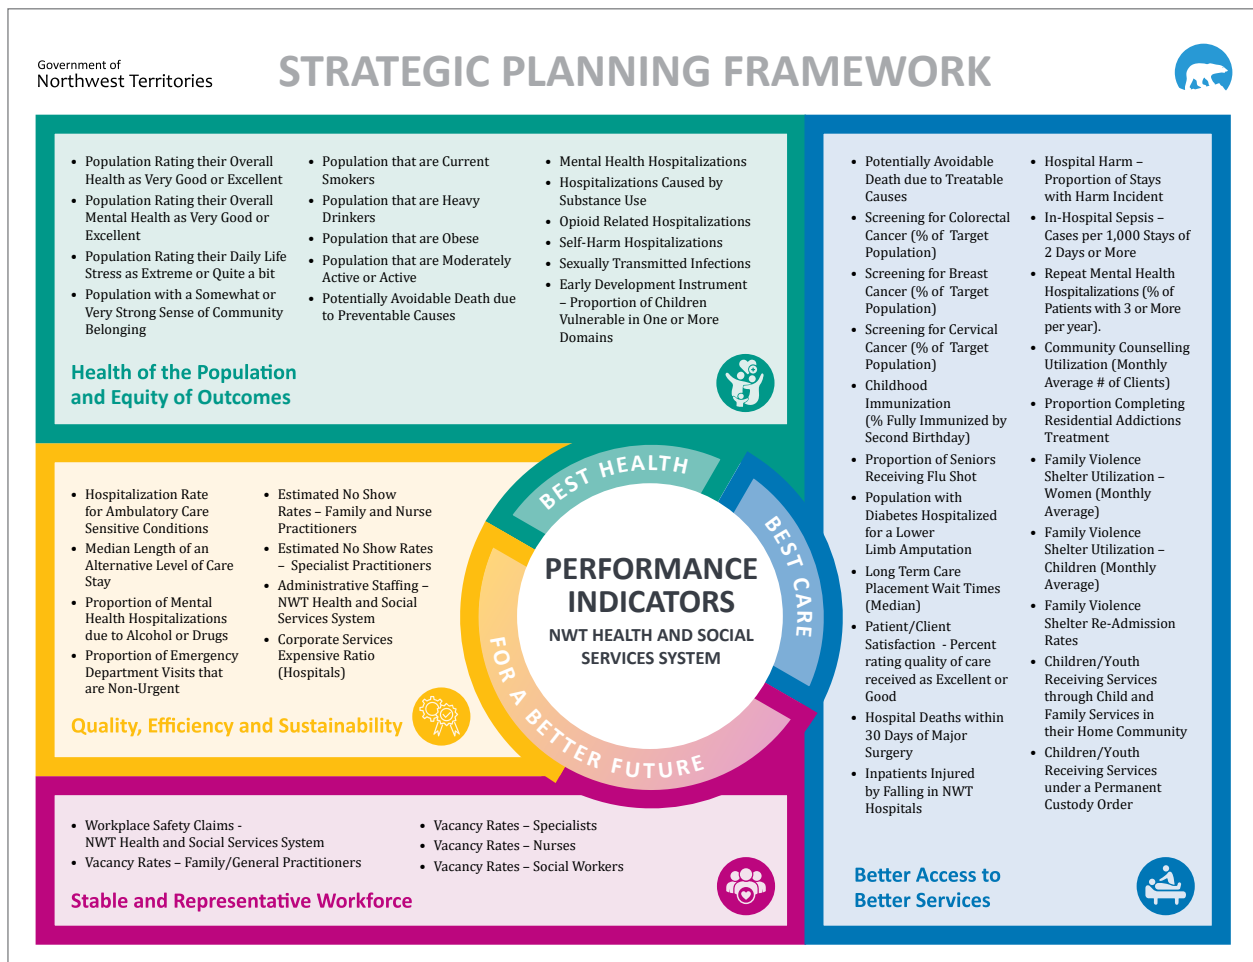 Government of
Northwest Territories
STRATEGIC PLANNING FRAMEWORK
• Population Rating their Overall
Health as Very Good or Excellent
• Population Rating their Overall
Mental Health as Very Good or
Excellent
• Population Rating their Daily Life
Stress as Extreme or Quite a bit
• Population with a Somewhat or
Very Strong Sense of Community
Belonging
• Population that are Current
Smokers
• Population that are Heavy
Drinkers
• Population that are Obese
• Population that are Moderately
Active or Active
• Potentially Avoidable Death due
to Preventable Causes
• Mental Health Hospitalizations
• Hospitalizations Caused by
Substance Use
• Opioid Related Hospitalizations
• Self-Harm Hospitalizations
• Sexually Transmitted Infections
• Early Development Instrument
– Proportion of Children
Vulnerable in One or More
Domains
Health of the Population
and Equity of Outcomes
• Hospitalization Rate
for Ambulatory Care
Sensitive Conditions
• Median Length of an
Alternative Level of Care
Stay
• Proportion of Mental
Health Hospitalizations
due to Alcohol or Drugs
• Proportion of Emergency
Department Visits that
are Non-Urgent
• Estimated No Show
Rates – Family and Nurse
Practitioners
• Estimated No Show Rates
– Specialist Practitioners
• Administrative Staffing –
NWT Health and Social
Services System
• Corporate Services
Expensive Ratio
(Hospitals)
Quality, Efficiency and Sustainability
BEST HEALTH
BEST CARE
FOR A BETTER FUTURE
PERFORMANCE
INDICATORS
NWT HEALTH AND SOCIAL
SERVICES SYSTEM
• Workplace Safety Claims -
NWT Health and Social Services System
• Vacancy Rates – Family/General Practitioners
• Vacancy Rates – Specialists
• Vacancy Rates – Nurses
• Vacancy Rates – Social Workers
Stable and Representative Workforce
• Potentially Avoidable
Death due to Treatable
Causes
• Screening for Colorectal
Cancer (% of Target
Population)
• Screening for Breast
Cancer (% of Target
Population)
• Screening for Cervical
Cancer (% of Target
Population)
• Childhood
Immunization
(% Fully Immunized by
Second Birthday)
• Proportion of Seniors
Receiving Flu Shot
• Population with
Diabetes Hospitalized
for a Lower
Limb Amputation
• Long Term Care
Placement Wait Times
(Median)
• Patient/Client
Satisfaction - Percent
rating quality of care
received as Excellent or
Good
• Hospital Deaths within
30 Days of Major
Surgery
• Inpatients Injured
by Falling in NWT
Hospitals
• Hospital Harm –
Proportion of Stays
with Harm Incident
• In-Hospital Sepsis –
Cases per 1,000 Stays of
2 Days or More
• Repeat Mental Health
Hospitalizations (% of
Patients with 3 or More
per year).
• Community Counselling
Utilization (Monthly
Average # of Clients)
• Proportion Completing
Residential Addictions
Treatment
• Family Violence
Shelter Utilization –
Women (Monthly
Average)
• Family Violence
Shelter Utilization –
Children (Monthly
Average)
• Family Violence
Shelter Re-Admission
Rates
• Children/Youth
Receiving Services
through Child and
Family Services in
their Home Community
• Children/Youth
Receiving Services
under a Permanent
Custody Order
Better Access to
Better Services